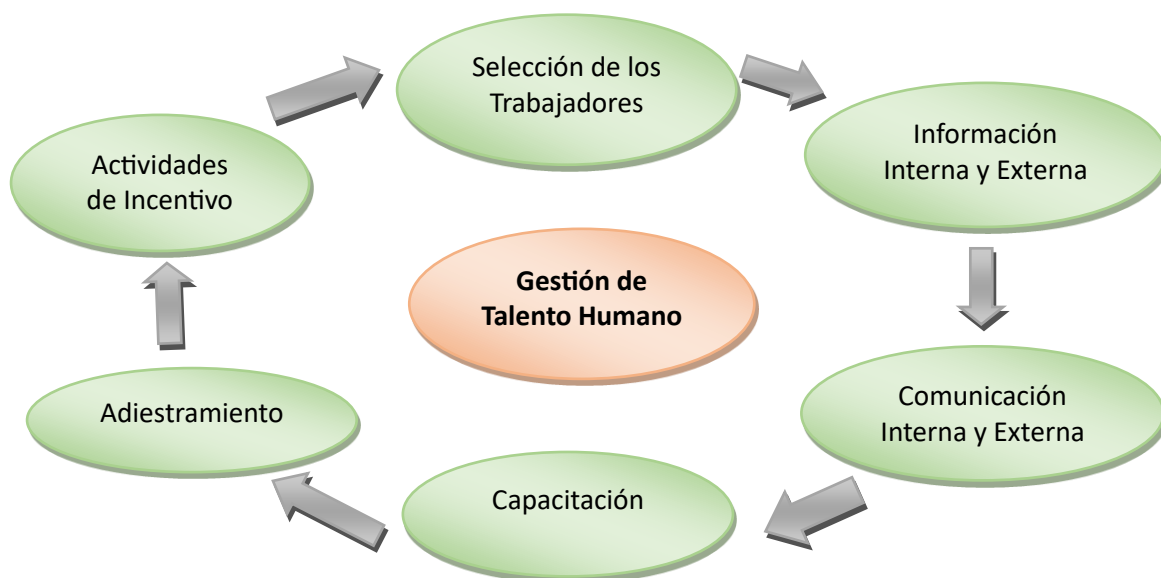 Selección de los
Trabajadores
Información
Interna y Externa
Comunicación
Interna y Externa
Capacitación
Adiestramiento
Actividades
de Incentivo
Gestión de
Talento Humano